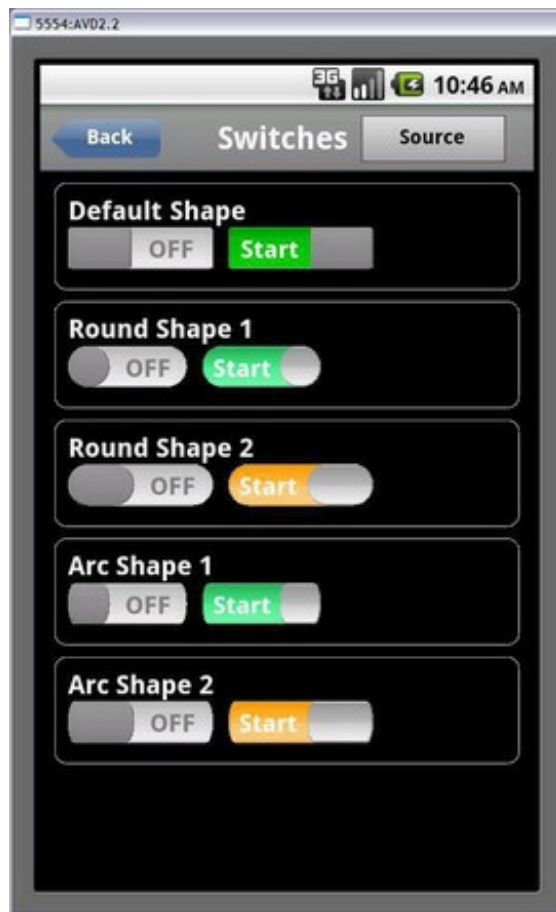 5554:AVD2.2
3G 10:46 AM
Back Switches Source
Default Shape
OFF Start
Round Shape 1
OFF Start
Round Shape 2
OFF Start
Arc Shape 1
OFF Start
Arc Shape 2
OFF Start